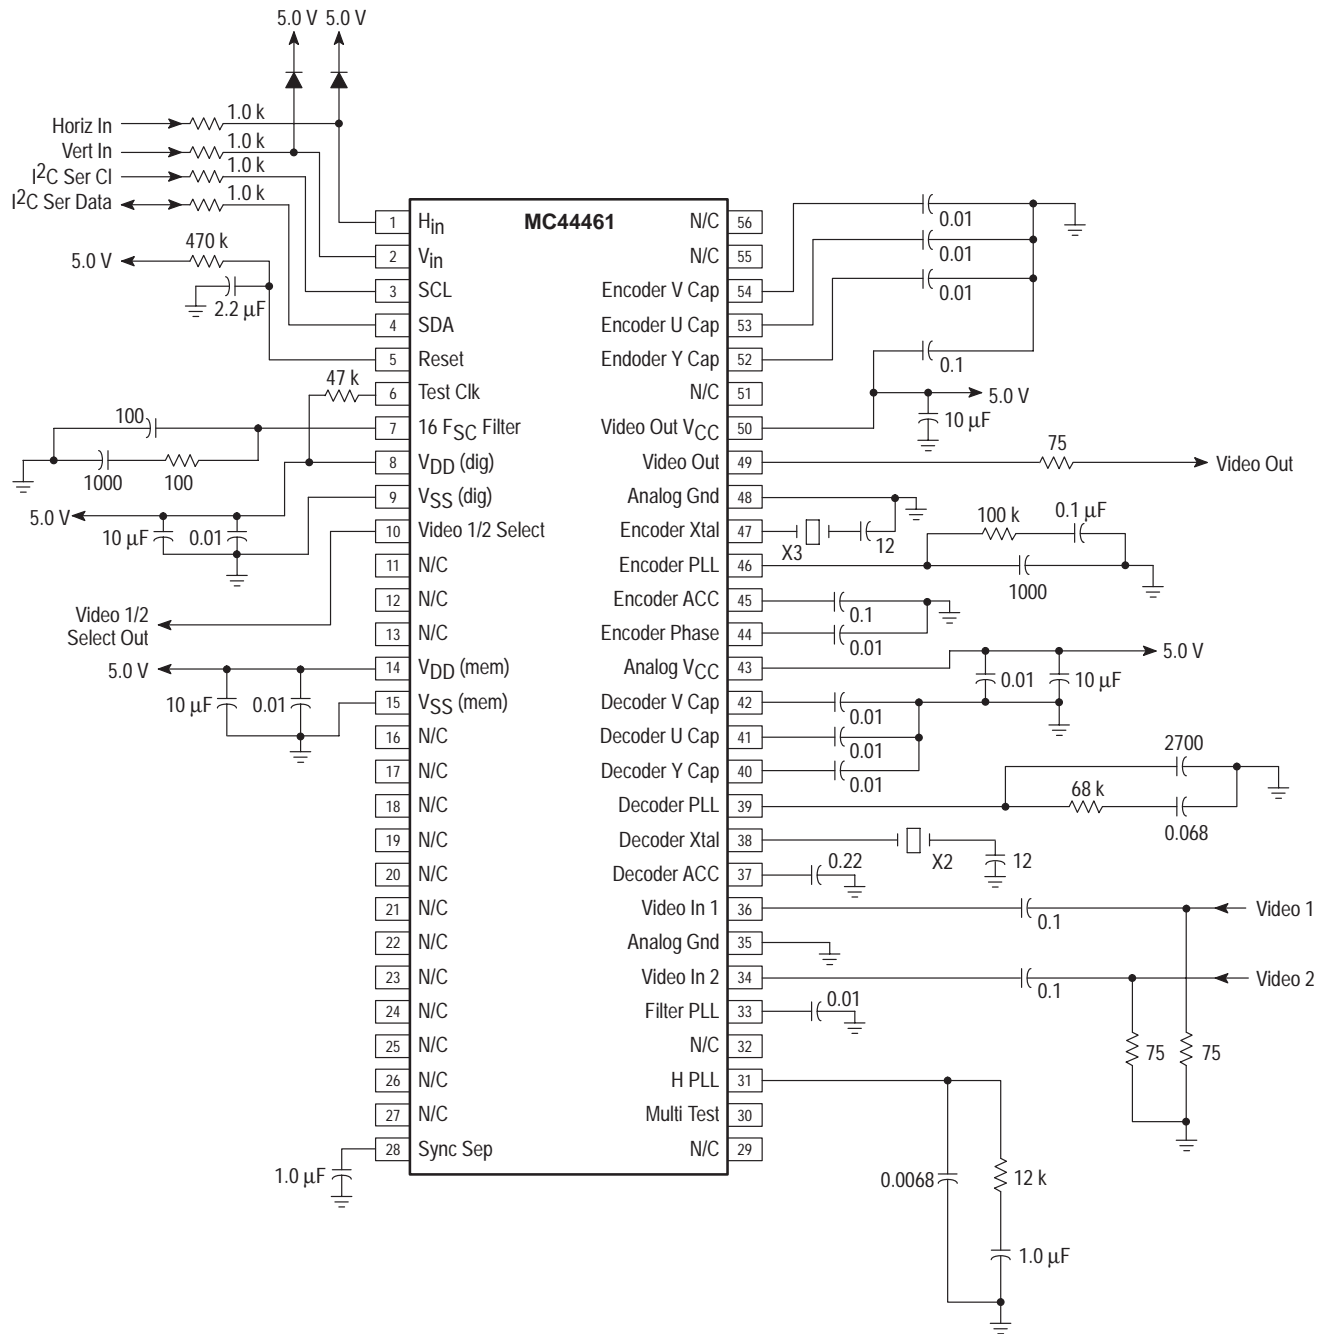 5.0 V 5.0 V
Horiz In 1.0 k
Vert In 1.0 k
I2C Ser Cl 1.0 k
I2C Ser Data 1.0 k
470 k
5.0 V
2.2 µF
47 k
100
1000 100
5.0 V
10 µF 0.01
Video 1/2
Select Out
5.0 V
10 µF 0.01
1.0 µF
MC44461
1 Hin
2 Vin
3 SCL
4 SDA
5 Reset
6 Test Clk
7 16 FSC Filter
8 VDD (dig)
9 VSS (dig)
10 Video 1/2 Select
11 N/C
12 N/C
13 N/C
14 VDD (mem)
15 VSS (mem)
16 N/C
17 N/C
18 N/C
19 N/C
20 N/C
21 N/C
22 N/C
23 N/C
24 N/C
25 N/C
26 N/C
27 N/C
28 Sync Sep
N/C 56
N/C 55
Encoder V Cap 54
Encoder U Cap 53
Endoder Y Cap 52
N/C 51
Video Out VCC 50
Video Out 49
Analog Gnd 48
Encoder Xtal 47
Encoder PLL 46
Encoder ACC 45
Encoder Phase 44
Analog VCC 43
Decoder V Cap 42
Decoder U Cap 41
Decoder Y Cap 40
Decoder PLL 39
Decoder Xtal 38
Decoder ACC 37
Video In 1 36
Analog Gnd 35
Video In 2 34
Filter PLL 33
N/C 32
H PLL 31
Multi Test 30
N/C 29
0.01
0.01
0.01
0.1
5.0 V
10 µF
75
Video Out
X3 12
100 k 0.1 µF
1000
0.1
0.01
5.0 V
0.01 10 µF
0.01
0.01
0.01
2700
68 k
0.068
X2 12
0.22
0.1
Video 1
0.1
Video 2
0.01
75 75
0.0068 12 k
1.0 µF